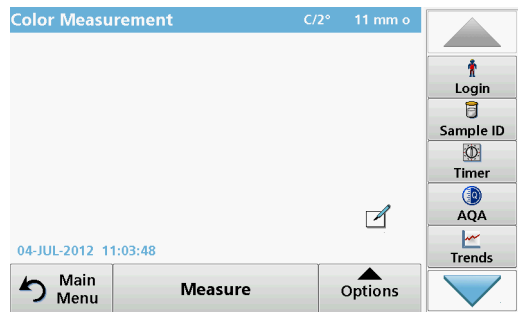 Color Measurement C/2° 11 mm o
Login
Sample ID
Timer
AQA
Trends
04-JUL-2012 11:03:48
Main
Menu
Measure
Options